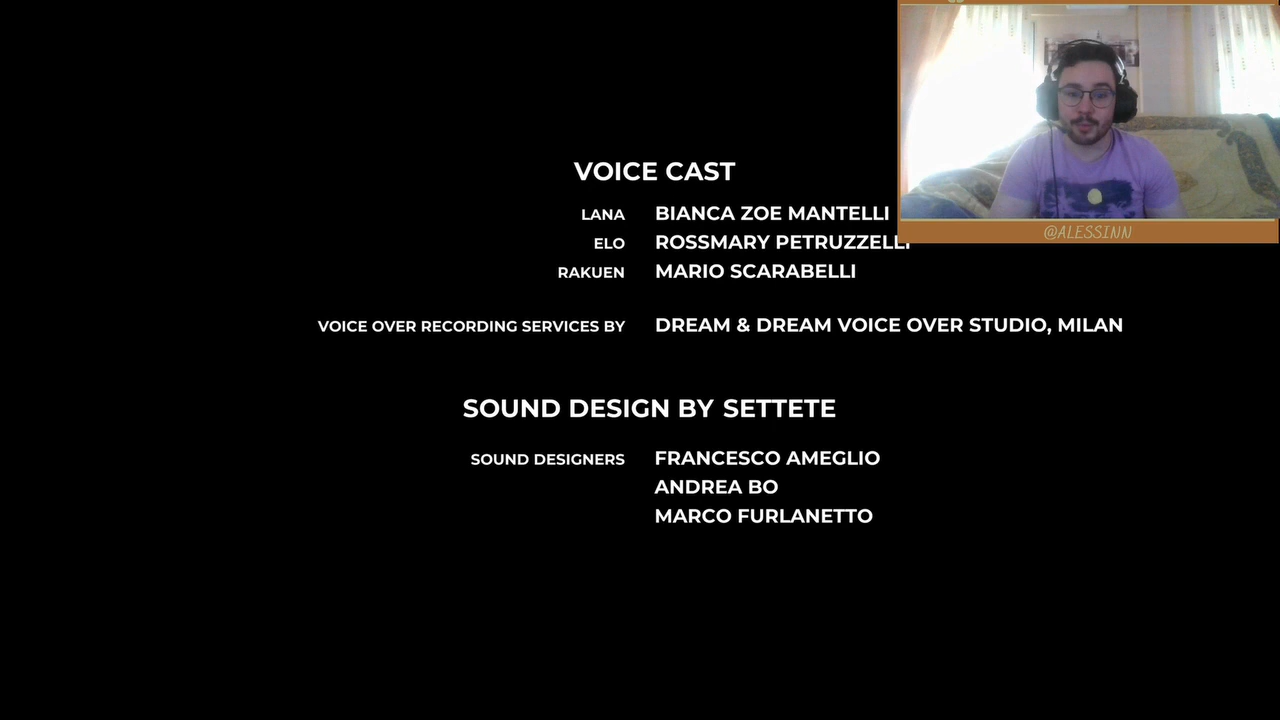 VOICE CAST
LANA BIANCA ZOE MANTELLI
ELO ROSSMARY PETRUZZELLI
RAKUEN MARIO SCARABELLI
VOICE OVER RECORDING SERVICES BY DREAM & DREAM VOICE OVER STUDIO, MILAN
SOUND DESIGN BY SETTETE
SOUND DESIGNERS FRANCESCO AMEGLIO
ANDREA BO
MARCO FURLANETTO
@ALESSINN